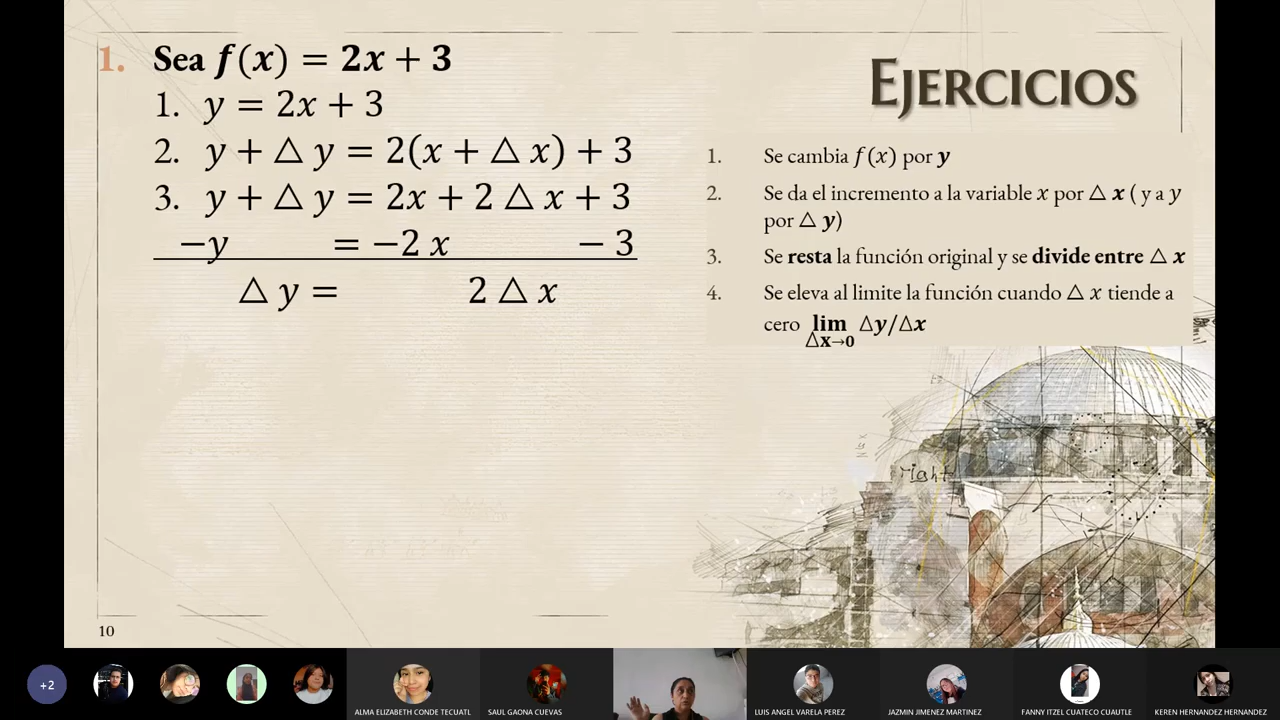 1. Sea f(x) = 2x + 3
1. y = 2x + 3
2. y + △ y = 2(x + △ x) + 3
3. y + △ y = 2x + 2 △ x + 3
−y = −2 x − 3
△ y = 2 △ x
EJERCICIOS
1. Se cambia f(x) por y
2. Se da el incremento a la variable x por △ x ( y a y
por △ y)
3. Se resta la función original y se divide entre △ x
4. Se eleva al limite la función cuando △ x tiende a
cero lim △y/△x
△x→0
Right
10
+2
ALMA ELIZABETH CONDE TECUATL
SAUL GAONA CUEVAS
LUIS ANGEL VARELA PEREZ
JAZMIN JIMENEZ MARTINEZ
FANNY ITZEL CUATECO CUAUTLE
KEREN HERNANDEZ HERNANDEZ